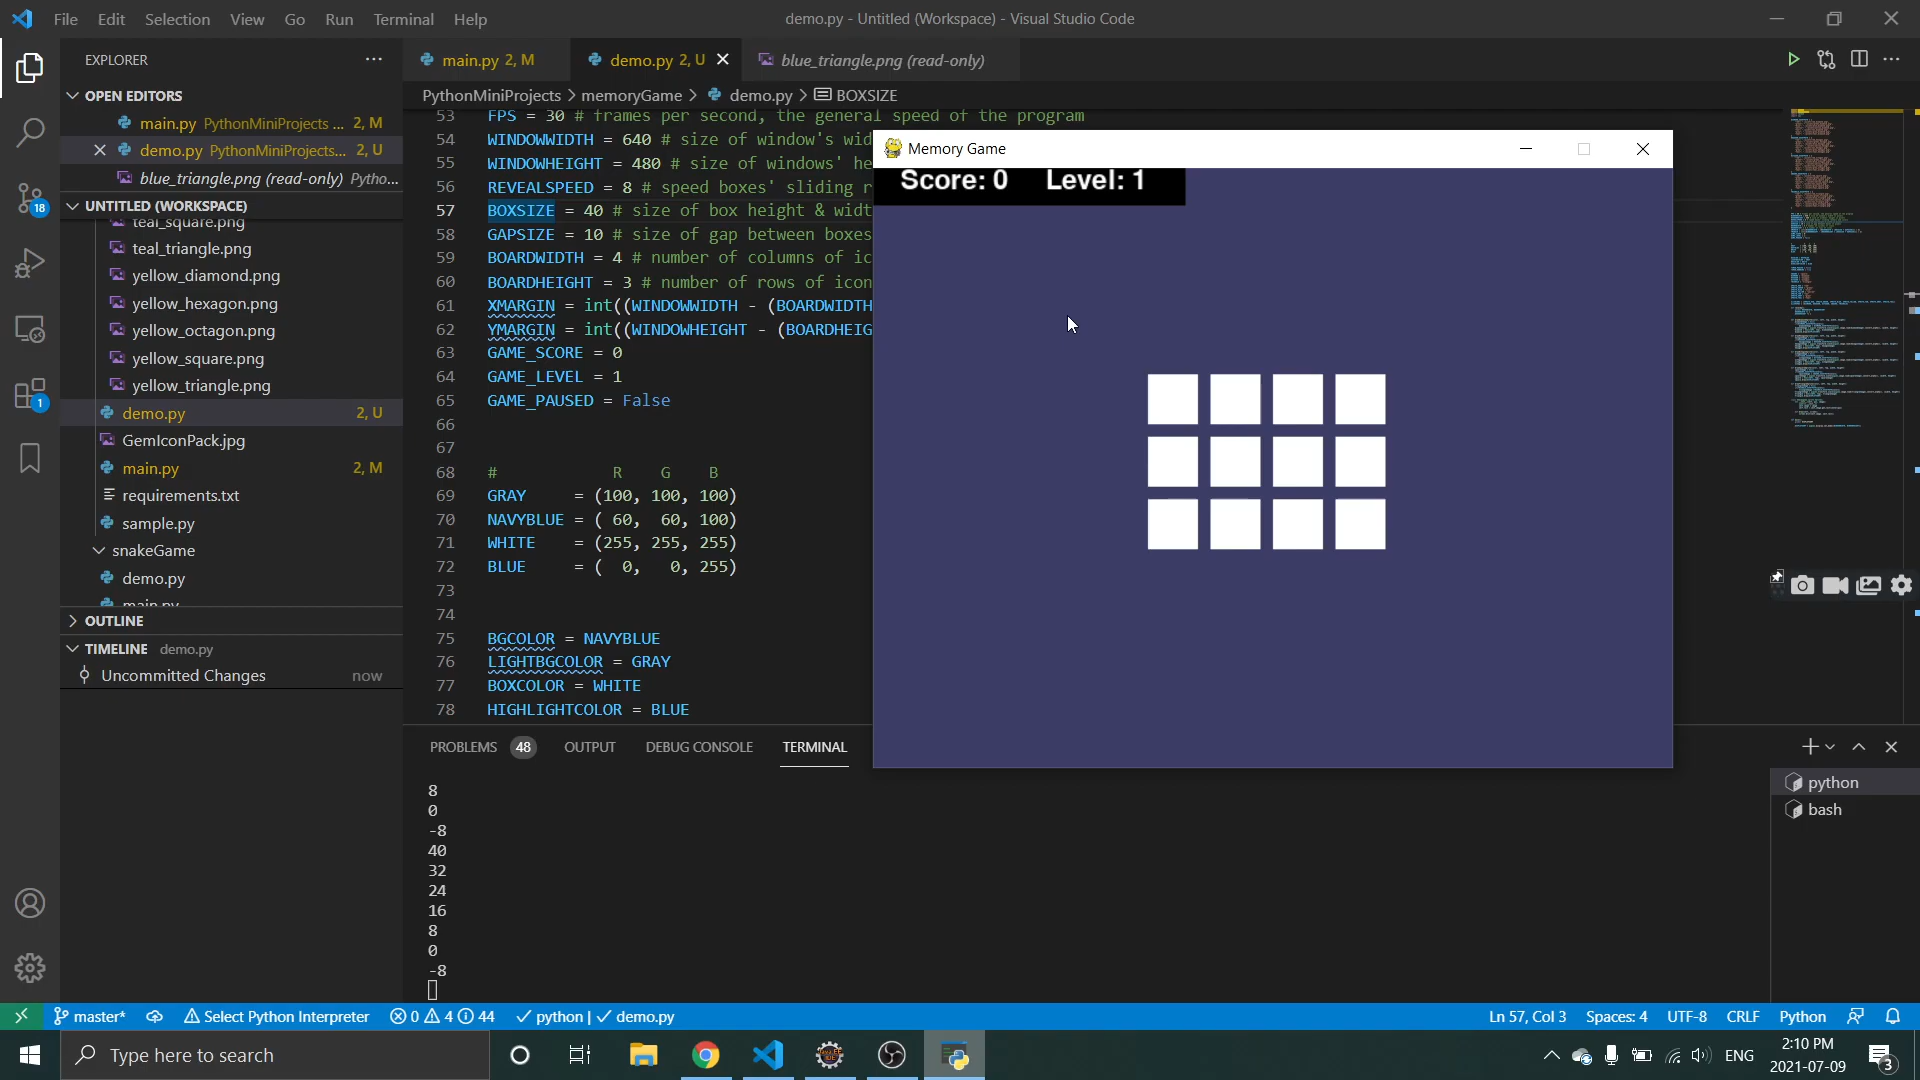 File Edit Selection View Go Run Terminal Help
demo.py - Untitled (Workspace) - Visual Studio Code
EXPLORER
main.py 2, M
demo.py 2, U
blue_triangle.png (read-only)
OPEN EDITORS
main.py PythonMiniProjects ... 2, M
demo.py PythonMiniProjects... 2, U
blue_triangle.png (read-only) Pytho...
UNTITLED (WORKSPACE)
teal_square.png
teal_triangle.png
yellow_diamond.png
yellow_hexagon.png
yellow_octagon.png
yellow_square.png
yellow_triangle.png
demo.py 2, U
GemIconPack.jpg
main.py 2, M
requirements.txt
sample.py
snakeGame
demo.py
main.py
OUTLINE
TIMELINE demo.py
Uncommitted Changes now
18
1
PythonMiniProjects > memoryGame > demo.py > BOXSIZE
53 FPS = 30 # frames per second, the general speed of the program
54 WINDOWWIDTH = 640 # size of window's wid
55 WINDOWHEIGHT = 480 # size of windows' he
56 REVEALSPEED = 8 # speed boxes' sliding r
57 BOXSIZE = 40 # size of box height & widt
58 GAPSIZE = 10 # size of gap between boxes
59 BOARDWIDTH = 4 # number of columns of ic
60 BOARDHEIGHT = 3 # number of rows of icon
61 XMARGIN = int((WINDOWWIDTH - (BOARDWIDTH
62 YMARGIN = int((WINDOWHEIGHT - (BOARDHEIG
63 GAME_SCORE = 0
64 GAME_LEVEL = 1
65 GAME_PAUSED = False
66
67
68 # R G B
69 GRAY = (100, 100, 100)
70 NAVYBLUE = ( 60, 60, 100)
71 WHITE = (255, 255, 255)
72 BLUE = ( 0, 0, 255)
73
74
75 BGCOLOR = NAVYBLUE
76 LIGHTBGCOLOR = GRAY
77 BOXCOLOR = WHITE
78 HIGHLIGHTCOLOR = BLUE
Memory Game
Score: 0 Level: 1
PROBLEMS 48 OUTPUT DEBUG CONSOLE TERMINAL
8
0
-8
40
32
24
16
8
0
-8
python
bash
master* Select Python Interpreter 0 4 44 python | demo.py
Ln 57, Col 3 Spaces: 4 UTF-8 CRLF Python
Type here to search
ENG
2:10 PM
2021-07-09
3